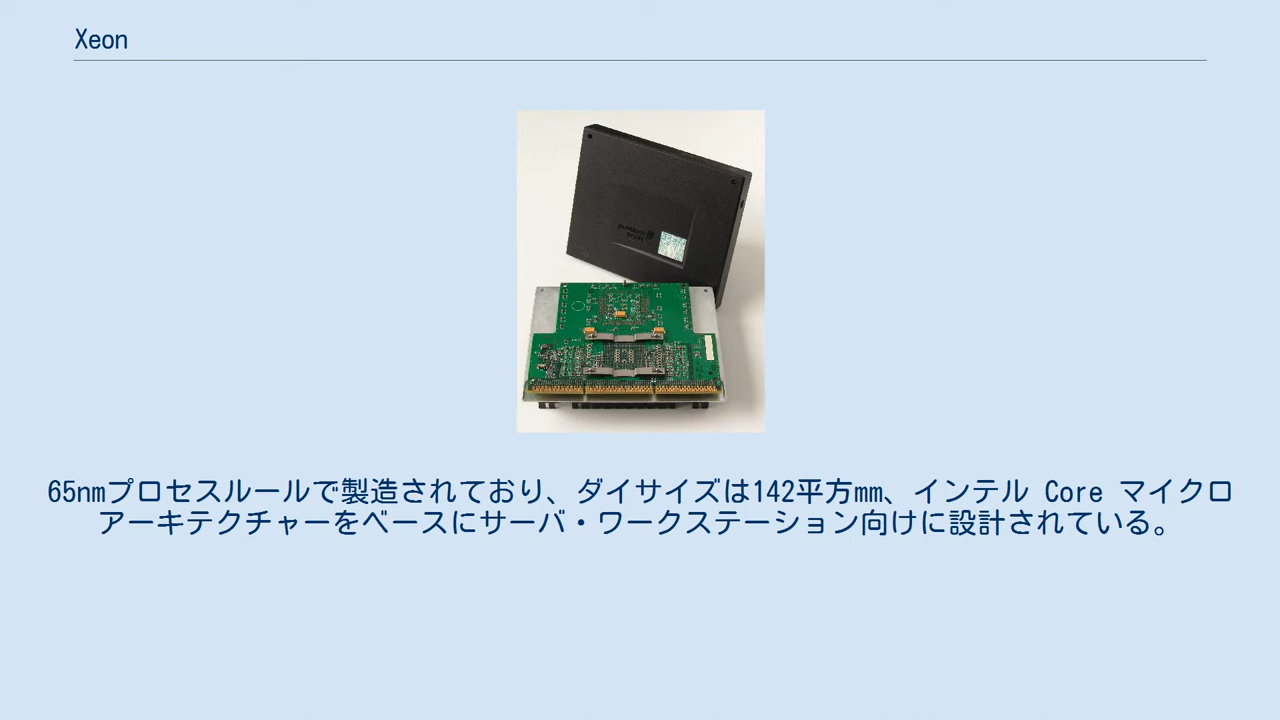 Xeon
65nmプロセスルールで製造されており、ダイサイズは142平方mm、インテル Core マイクロ
アーキテクチャーをベースにサーバ・ワークステーション向けに設計されている。